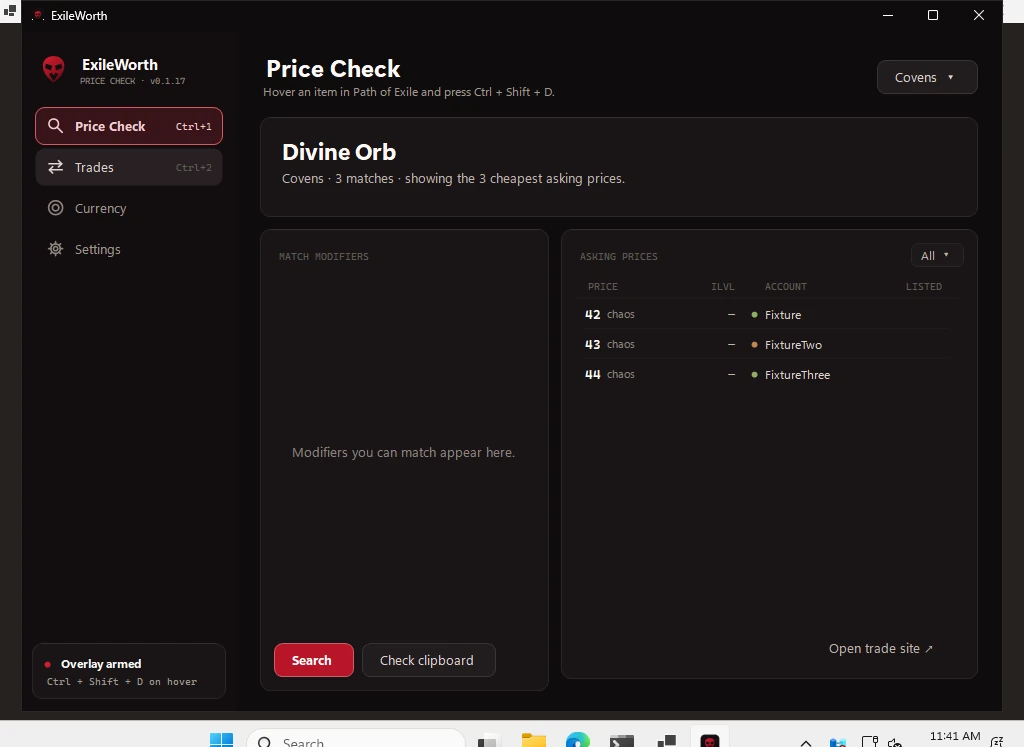 ExileWorth
ExileWorth
PRICE CHECK · v0.1.17
Price Check Ctrl+1
Trades Ctrl+2
Currency
Settings
Overlay armed
Ctrl + Shift + D on hover
Price Check
Hover an item in Path of Exile and press Ctrl + Shift + D.
Covens
Divine Orb
Covens · 3 matches · showing the 3 cheapest asking prices.
MATCH MODIFIERS
Modifiers you can match appear here.
Search
Check clipboard
ASKING PRICES
All
PRICE ILVL ACCOUNT LISTED
42 chaos — Fixture
43 chaos — FixtureTwo
44 chaos — FixtureThree
Open trade site ↗
Search
11:41 AM